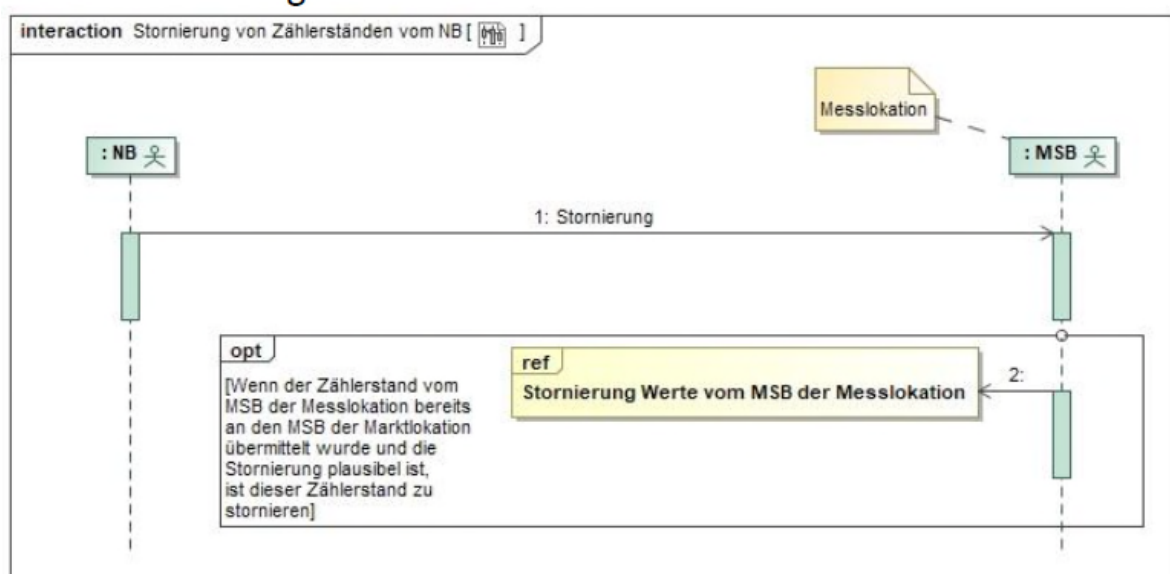 interaction Stornierung von Zählerständen vom NB [ ]
Messlokation
: NB
: MSB
1: Stornierung
opt
[Wenn der Zählerstand vom
MSB der Messlokation bereits
an den MSB der Marktlokation
übermittelt wurde und die
Stornierung plausibel ist,
ist dieser Zählerstand zu
stornieren]
ref
Stornierung Werte vom MSB der Messlokation
2: